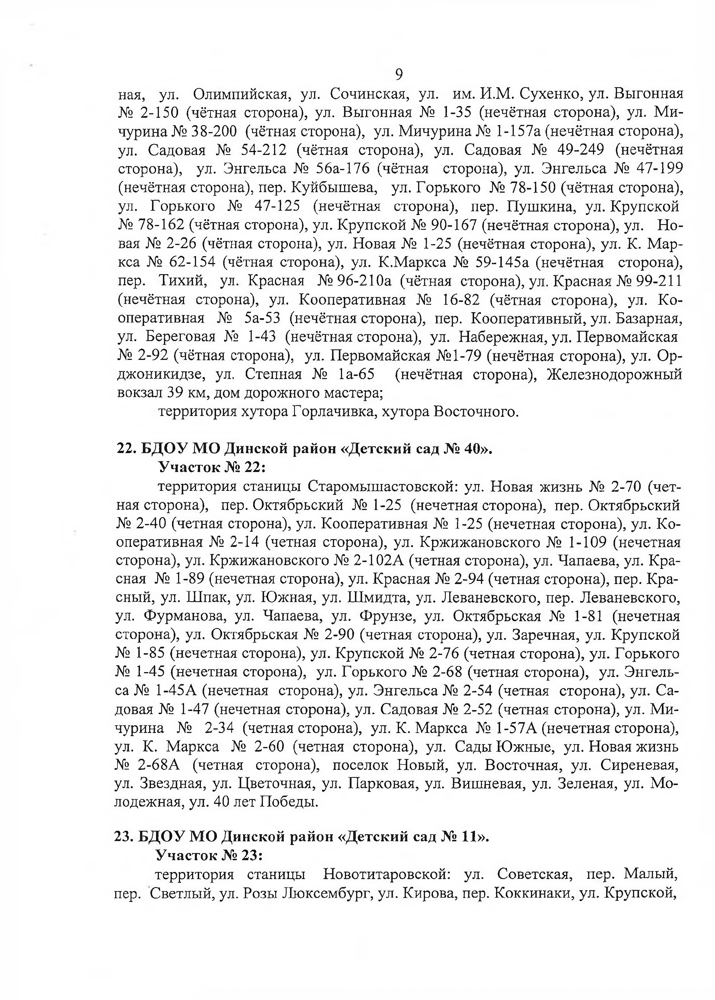 9
ная, ул. Олимпийская, ул. Сочинская, ул. им. И.М. Сухенко, ул. Выгонная
№ 2-150 (чётная сторона), ул. Выгонная № 1-35 (нечётная сторона), ул. Ми-
чурина № 38-200 (чётная сторона), ул. Мичурина № 1-157а (нечётная сторона),
ул. Садовая № 54-212 (чётная сторона), ул. Садовая № 49-249 (нечётная
сторона), ул. Энгельса № 56а-176 (чётная сторона), ул. Энгельса № 47-199
(нечётная сторона), пер. Куйбышева, ул. Горького № 78-150 (чётная сторона),
ул. Горького № 47-125 (нечётная сторона), пер. Пушкина, ул. Крупской
№ 78-162 (чётная сторона), ул. Крупской № 90-167 (нечётная сторона), ул. Но-
вая № 2-26 (чётная сторона), ул. Новая № 1-25 (нечётная сторона), ул. К. Мар-
кса № 62-154 (чётная сторона), ул. К.Маркса № 59-145а (нечётная сторона),
пер. Тихий, ул. Красная № 96-210а (чётная сторона), ул. Красная № 99-211
(нечётная сторона), ул. Кооперативная № 16-82 (чётная сторона), ул. Ко-
оперативная № 5а-53 (нечётная сторона), пер. Кооперативный, ул. Базарная,
ул. Береговая № 1-43 (нечётная сторона), ул. Набережная, ул. Первомайская
№ 2-92 (чётная сторона), ул. Первомайская №1-79 (нечётная сторона), ул. Ор-
джоникидзе, ул. Степная № 1а-65 (нечётная сторона), Железнодорожный
вокзал 39 км, дом дорожного мастера;
территория хутора Горлачивка, хутора Восточного.
22. БДОУ МО Динской район «Детский сад № 40».
Участок № 22:
территория станицы Старомышастовской: ул. Новая жизнь № 2-70 (чет-
ная сторона), пер. Октябрьский № 1-25 (нечетная сторона), пер. Октябрьский
№ 2-40 (четная сторона), ул. Кооперативная № 1-25 (нечетная сторона), ул. Ко-
оперативная № 2-14 (четная сторона), ул. Кржижановского № 1-109 (нечетная
сторона), ул. Кржижановского № 2-102А (четная сторона), ул. Чапаева, ул. Кра-
сная № 1-89 (нечетная сторона), ул. Красная № 2-94 (четная сторона), пер. Кра-
сный, ул. Шпак, ул. Южная, ул. Шмидта, ул. Леваневского, пер. Леваневского,
ул. Фурманова, ул. Чапаева, ул. Фрунзе, ул. Октябрьская № 1-81 (нечетная
сторона), ул. Октябрьская № 2-90 (четная сторона), ул. Заречная, ул. Крупской
№ 1-85 (нечетная сторона), ул. Крупской № 2-76 (четная сторона), ул. Горького
№ 1-45 (нечетная сторона), ул. Горького № 2-68 (четная сторона), ул. Энгель-
са № 1-45А (нечетная сторона), ул. Энгельса № 2-54 (четная сторона), ул. Са-
довая № 1-47 (нечетная сторона), ул. Садовая № 2-52 (четная сторона), ул. Ми-
чурина № 2-34 (четная сторона), ул. К. Маркса № 1-57А (нечетная сторона),
ул. К. Маркса № 2-60 (четная сторона), ул. Сады Южные, ул. Новая жизнь
№ 2-68А (четная сторона), поселок Новый, ул. Восточная, ул. Сиреневая,
ул. Звездная, ул. Цветочная, ул. Парковая, ул. Вишневая, ул. Зеленая, ул. Мо-
лодежная, ул. 40 лет Победы.
23. БДОУ МО Динской район «Детский сад № 11».
Участок № 23:
территория станицы Новотитаровской: ул. Советская, пер. Малый,
пер. Светлый, ул. Розы Люксембург, ул. Кирова, пер. Коккинаки, ул. Крупской,